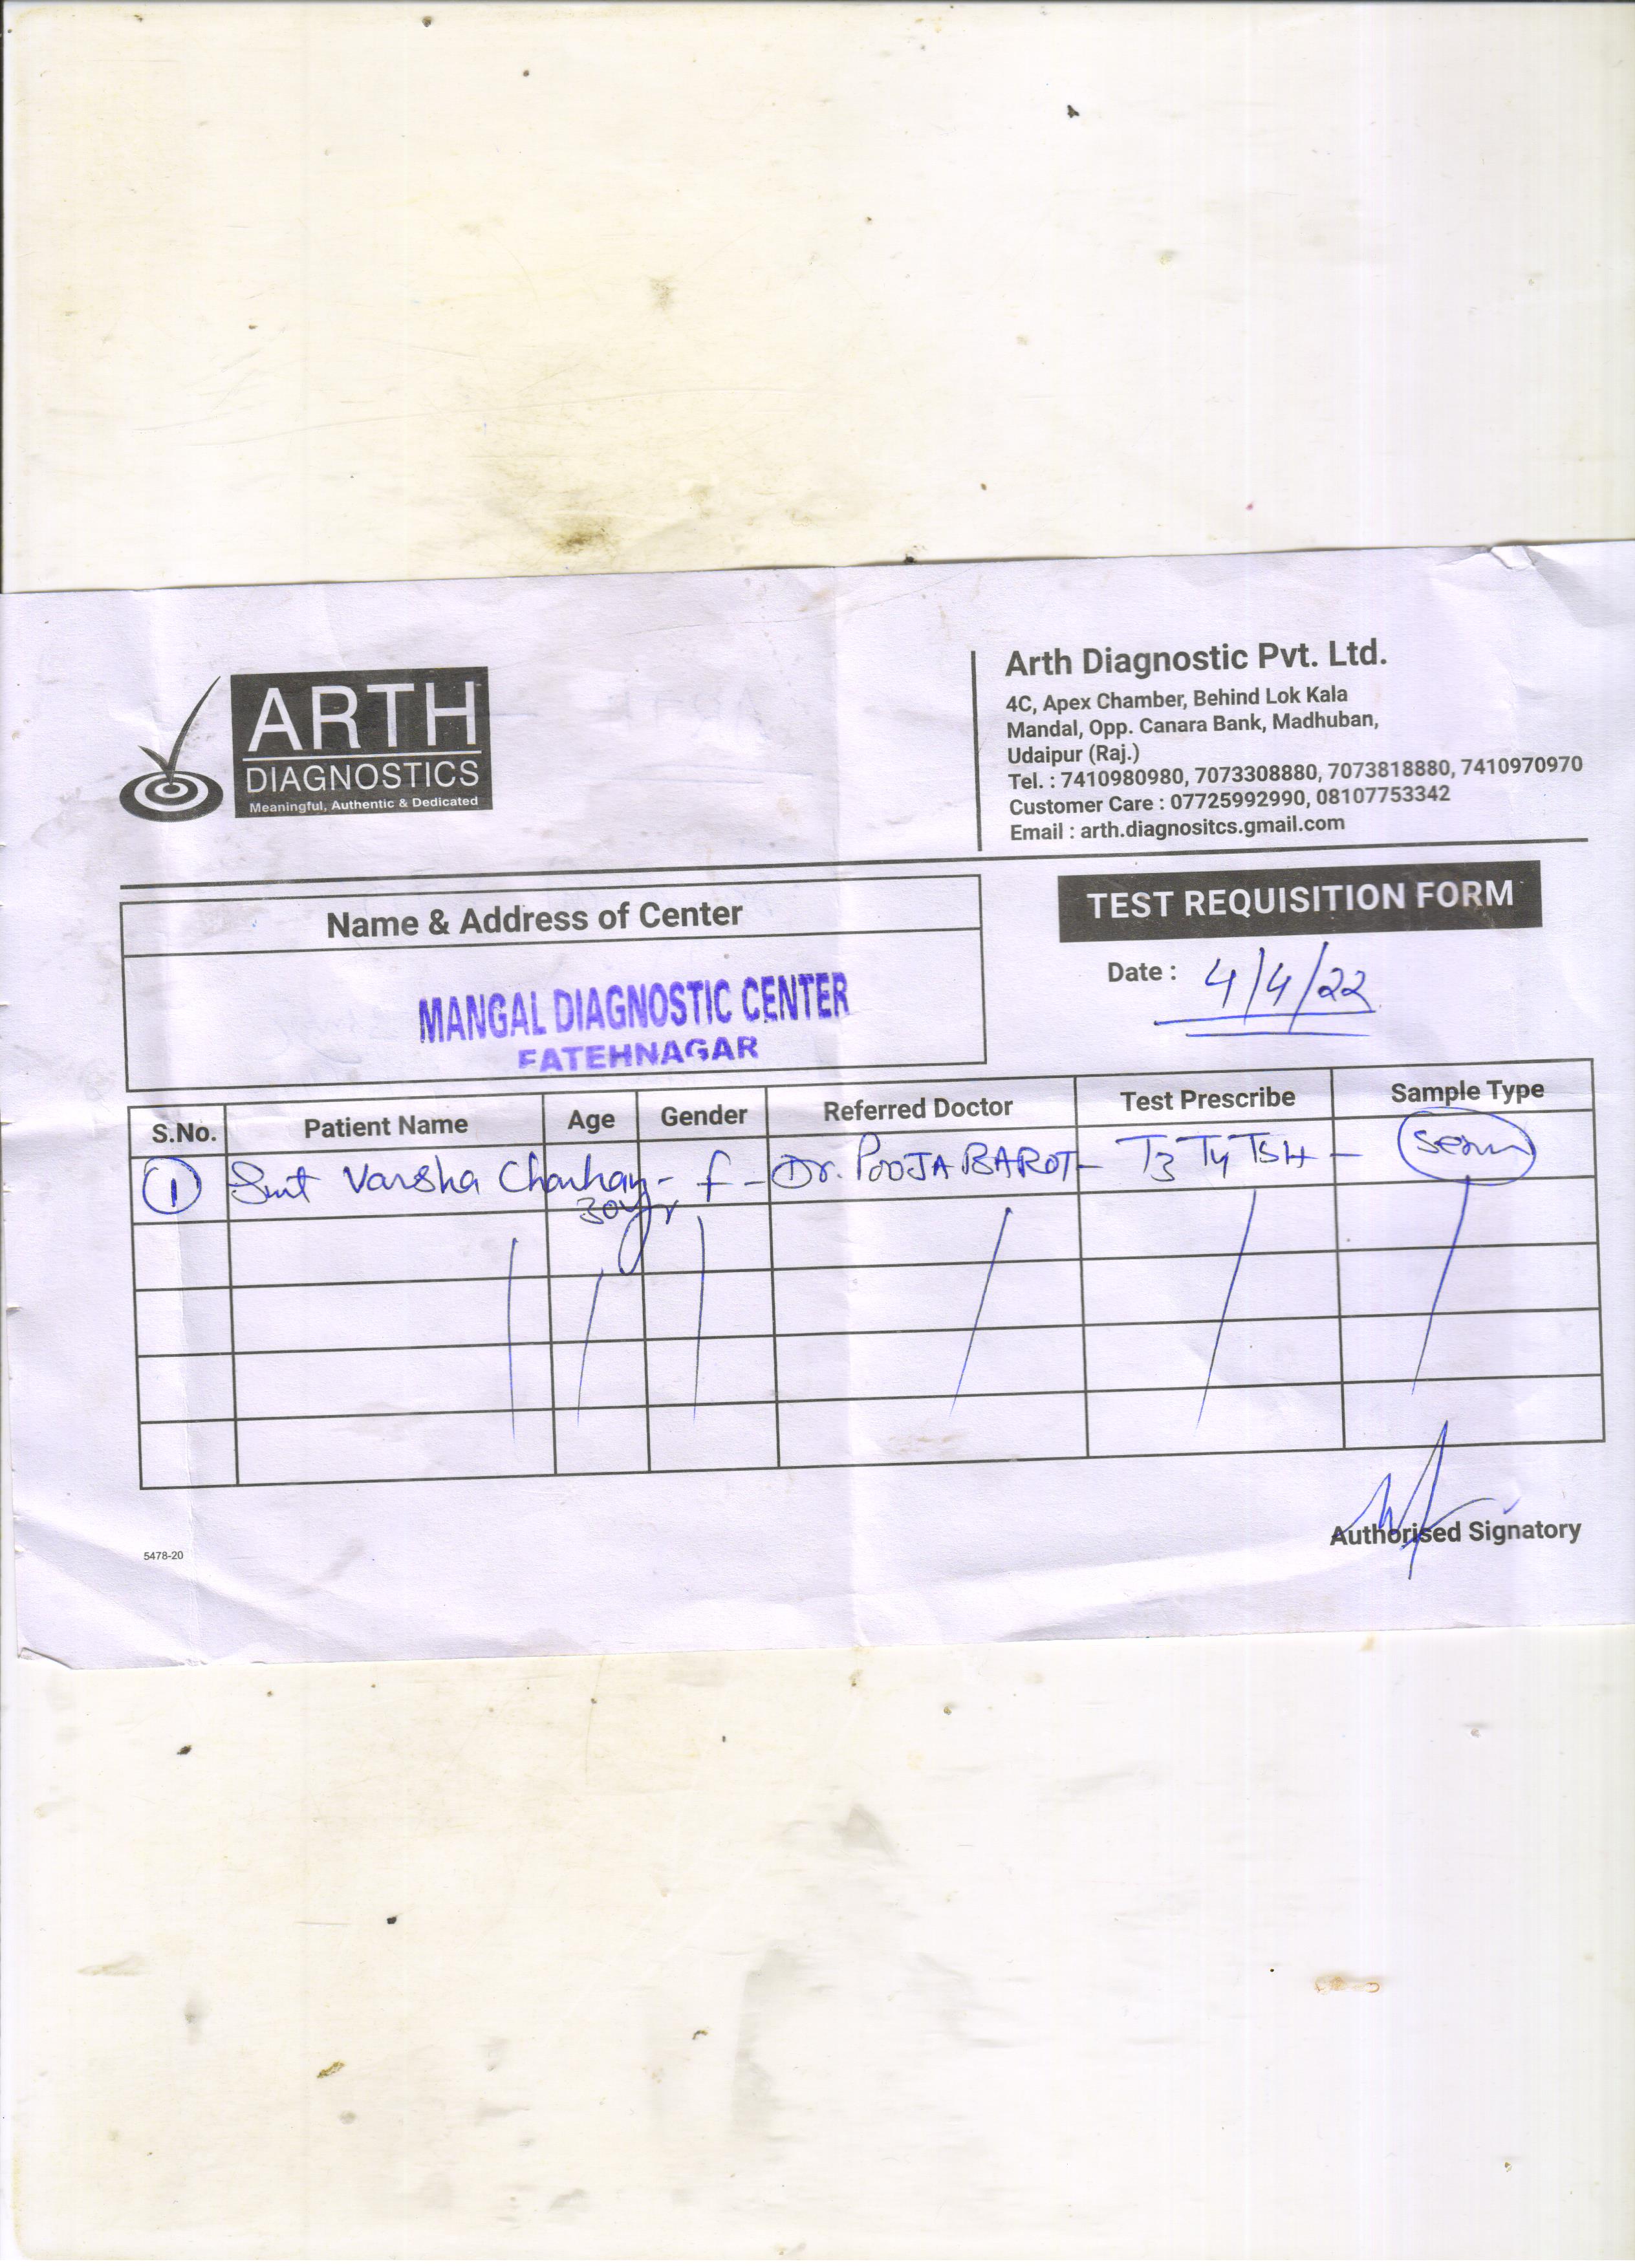 ARTH
DIAGNOSTICS
Meaningful, Authentic & Dedicated
Arth Diagnostic Pvt. Ltd.
4C, Apex Chamber, Behind Lok Kala
Mandal, Opp. Canara Bank, Madhuban,
Udaipur (Raj.)
Tel. : 7410980980, 7073308880, 7073818880, 7410970970
Customer Care : 07725992990, 08107753342
Email : arth.diagnositcs.gmail.com
Name & Address of Center
MANGAL DIAGNOSTIC CENTER
FATEHNAGAR
TEST REQUISITION FORM
Date : 4/4/22
S.No. Patient Name Age Gender Referred Doctor Test Prescribe Sample Type
1 Smt Varsha Chauhan - f - Dr. POOJA BAROT - T3 T4 TSH - Serum
30yr
Authorised Signatory
5478-20